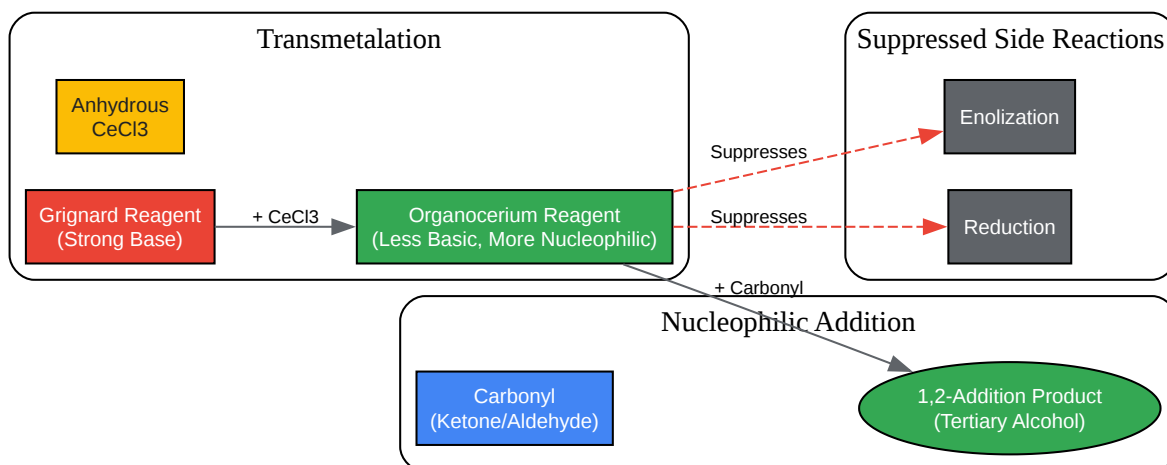 Transmetalation
Anhydrous
CeCl3
Grignard Reagent
(Strong Base)
+ CeCl3
Organocerium Reagent
(Less Basic, More Nucleophilic)
Suppresses
Suppresses
Suppressed Side Reactions
Enolization
Reduction
+ Carbonyl
Nucleophilic Addition
Carbonyl
(Ketone/Aldehyde)
1,2-Addition Product
(Tertiary Alcohol)